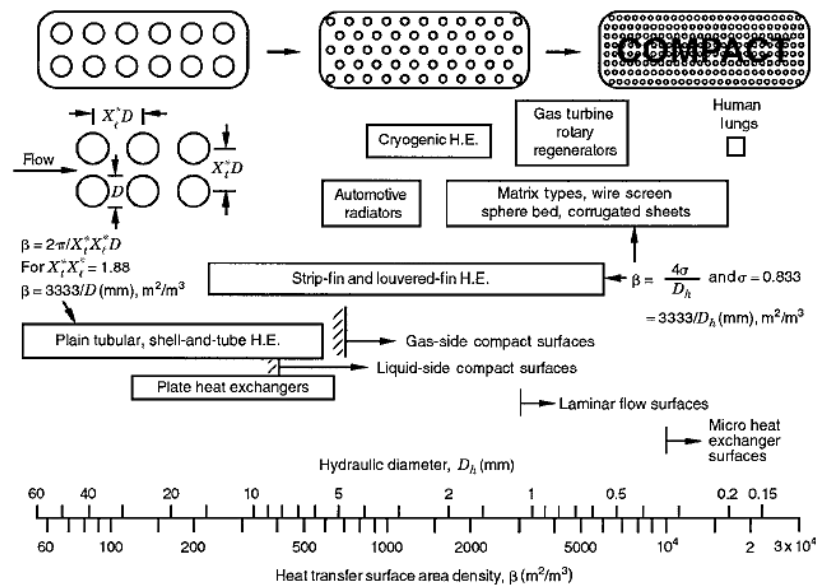 COMPACT
X*ₜD
Flow
D
X*ₜD
Cryogenic H.E.
Gas turbine
rotary
regenerators
Human
lungs
Automotive
radiators
Matrix types, wire screen
sphere bed, corrugated sheets
β = 2π/X*ₜX*ₜD
For X*ₜX*ₜ = 1.88
β = 3333/D (mm), m²/m³
Strip-fin and louvered-fin H.E.
β = 4σ/Dₕ and σ = 0.833
= 3333/Dₕ (mm), m²/m³
Plain tubular, shell-and-tube H.E.
Gas-side compact surfaces
Liquid-side compact surfaces
Plate heat exchangers
Laminar flow surfaces
Micro heat
exchanger
surfaces
Hydraulic diameter, Dₕ (mm)
60 40 20 10 5 2 1 0.5 0.2 0.15
60 100 200 500 1000 2000 5000 10⁴ 2 3×10⁴
Heat transfer surface area density, β (m²/m³)